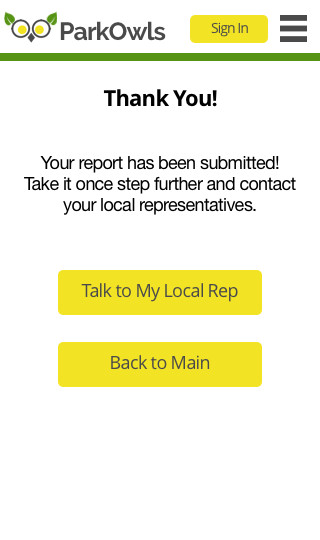 ParkOwls
Sign In
Thank You!
Your report has been submitted!
Take it once step further and contact
your local representatives.
Talk to My Local Rep
Back to Main